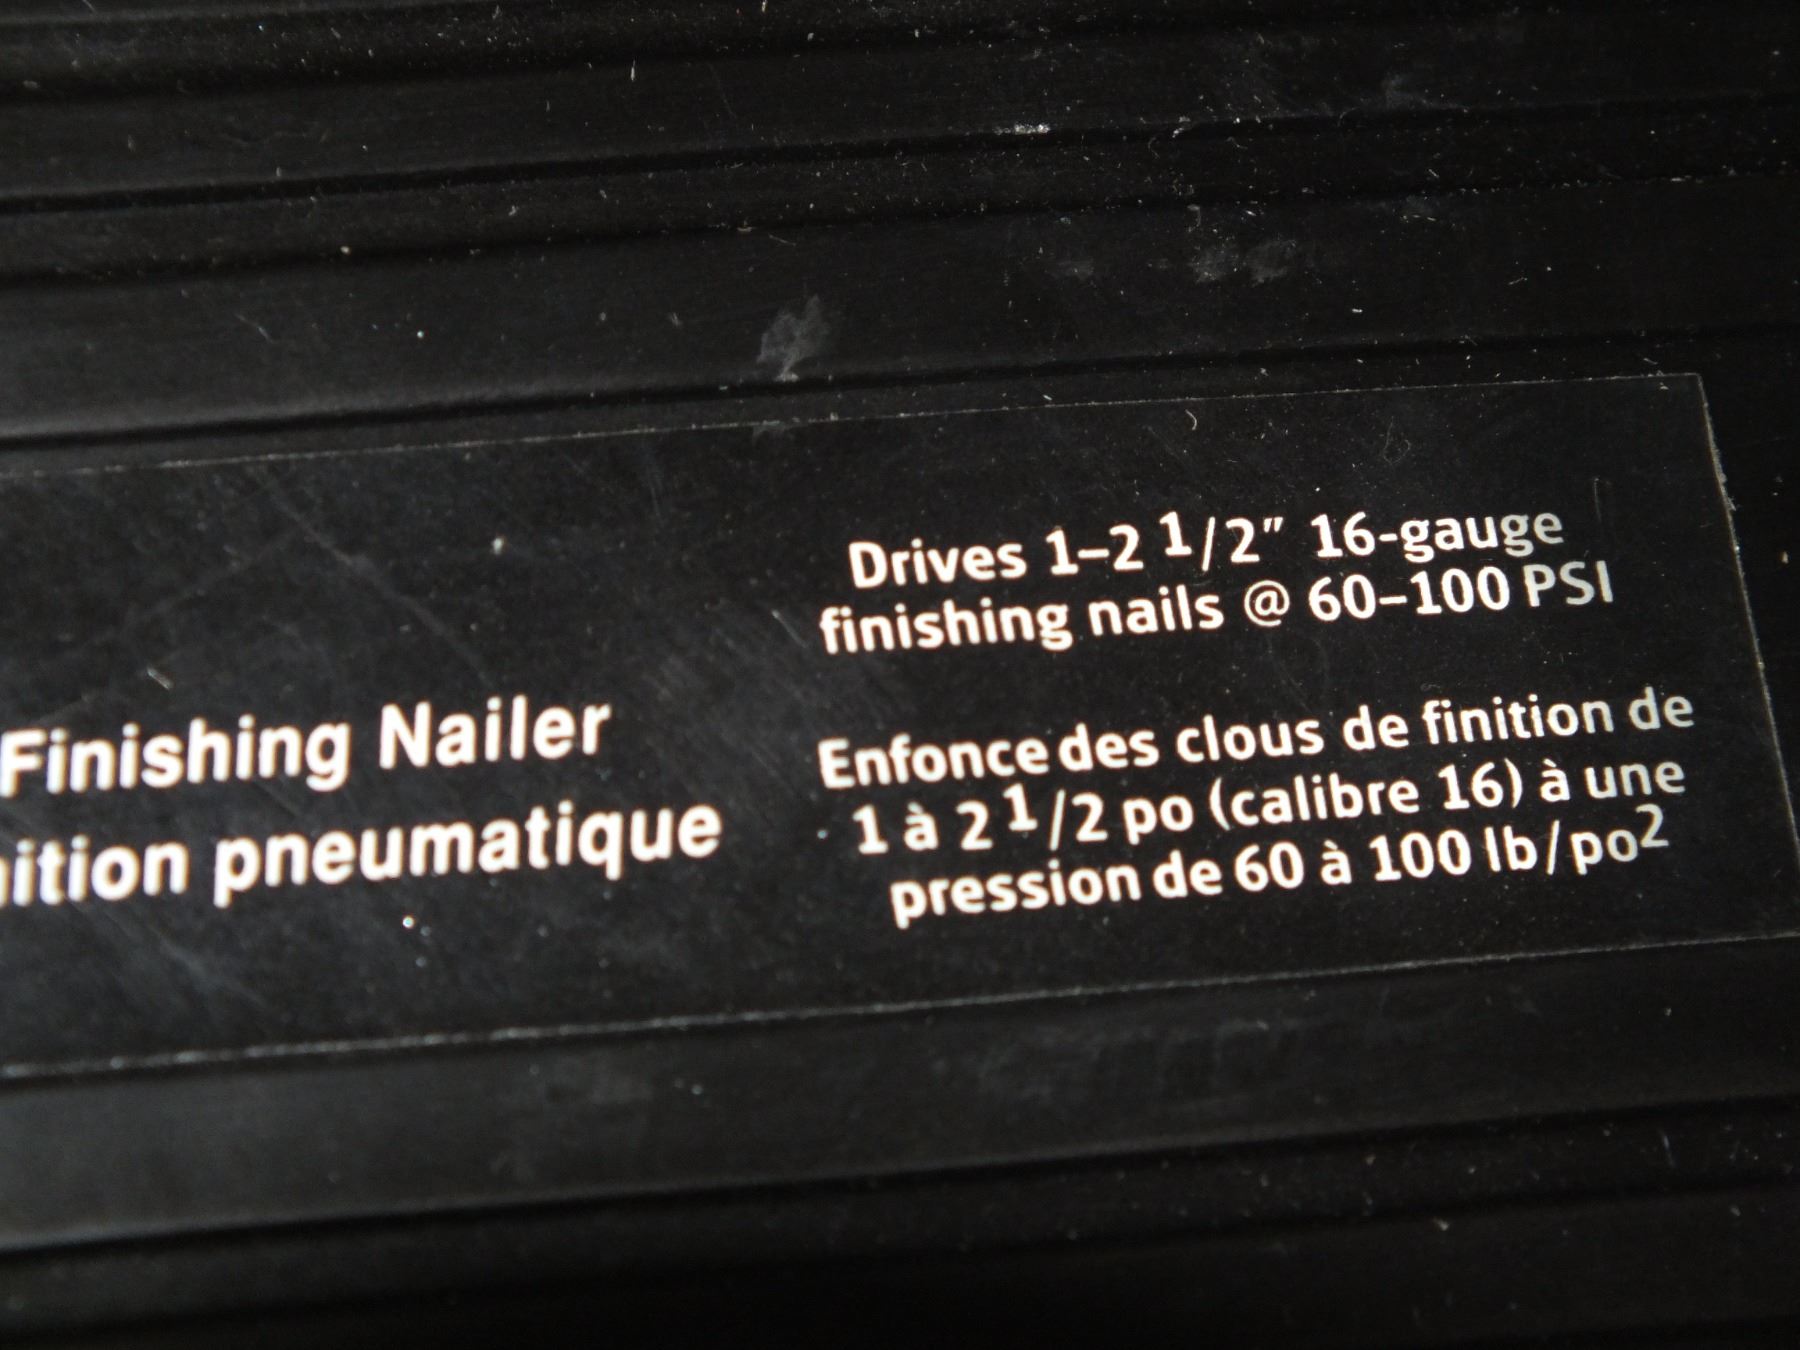 Finishing Nailer
pneumatique
Drives 1–2 1/2" 16-gauge
finishing nails @ 60–100 PSI
Enfonce des clous de finition de
1 à 2 1/2 po (calibre 16) à une
pression de 60 à 100 lb/po2